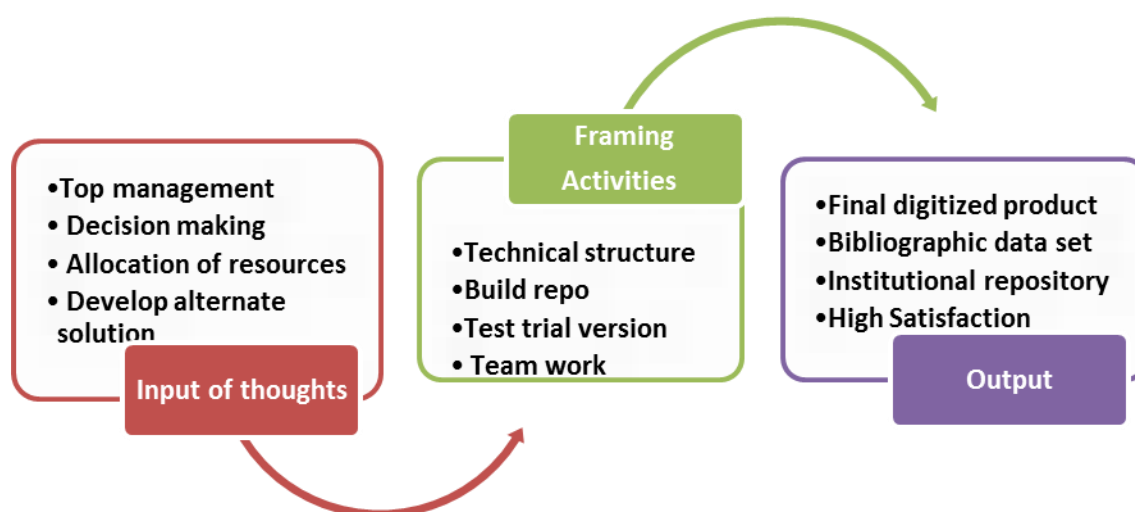 •Top management
• Decision making
• Allocation of resources
• Develop alternate
solution
Input of thoughts
Framing
Activities
•Technical structure
•Build repo
•Test trial version
• Team work
•Final digitized product
•Bibliographic data set
•Institutional repository
•High Satisfaction
Output